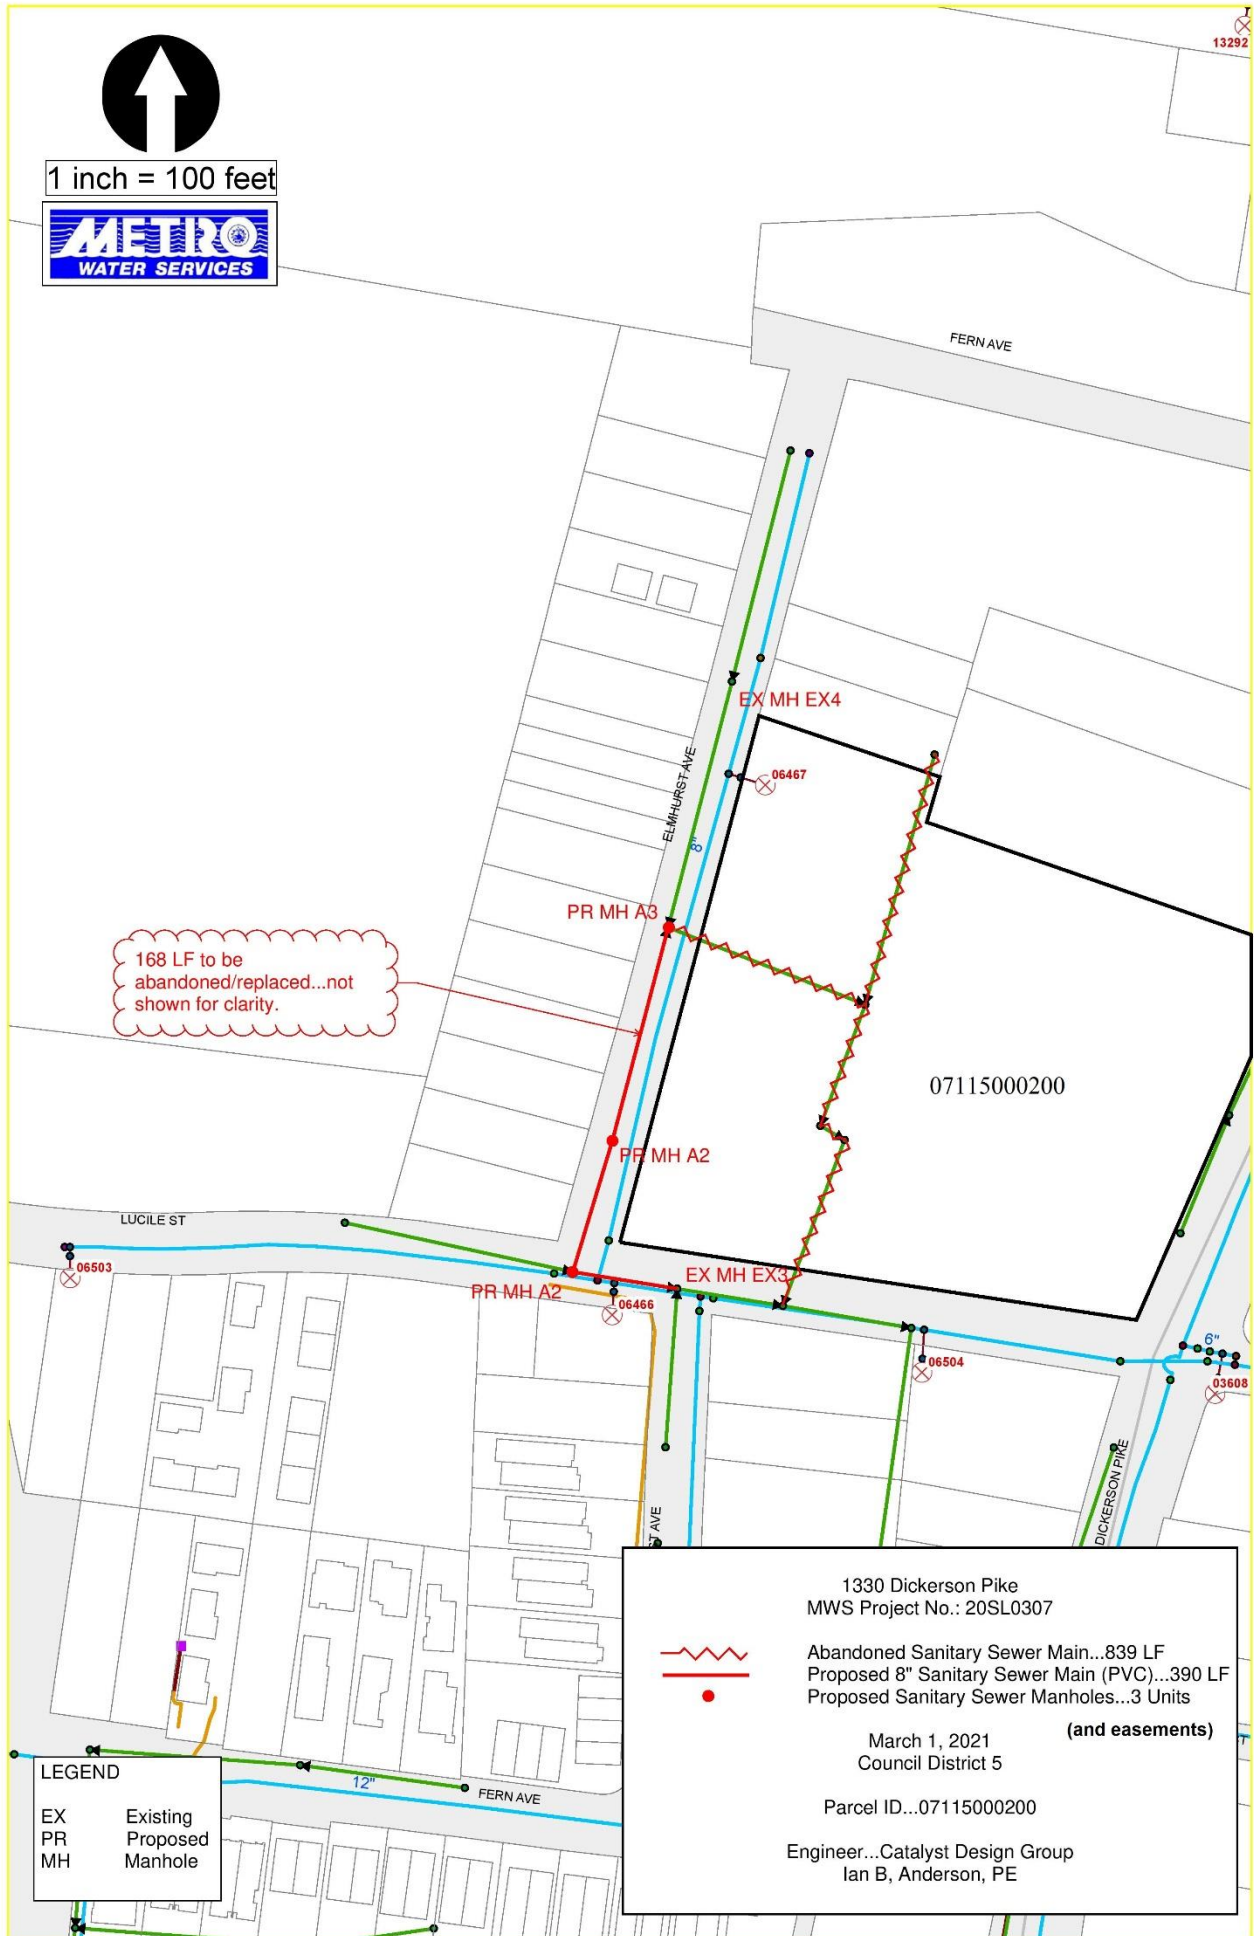 13292
1 inch = 100 feet
METRO
WATER SERVICES
FERN AVE
EX MH EX4
06467
ELMHURST AVE
8"
PR MH A3
168 LF to be
abandoned/replaced...not
shown for clarity.
07115000200
PR MH A2
LUCILE ST
06503
PR MH A2
EX MH EX3
06466
06504
6"
03608
DICKERSON PIKE
ST AVE
1330 Dickerson Pike
MWS Project No.: 20SL0307
Abandoned Sanitary Sewer Main...839 LF
Proposed 8" Sanitary Sewer Main (PVC)...390 LF
Proposed Sanitary Sewer Manholes...3 Units
(and easements)
March 1, 2021
Council District 5
Parcel ID...07115000200
Engineer...Catalyst Design Group
Ian B, Anderson, PE
LEGEND
EX Existing
PR Proposed
MH Manhole
12"
FERN AVE